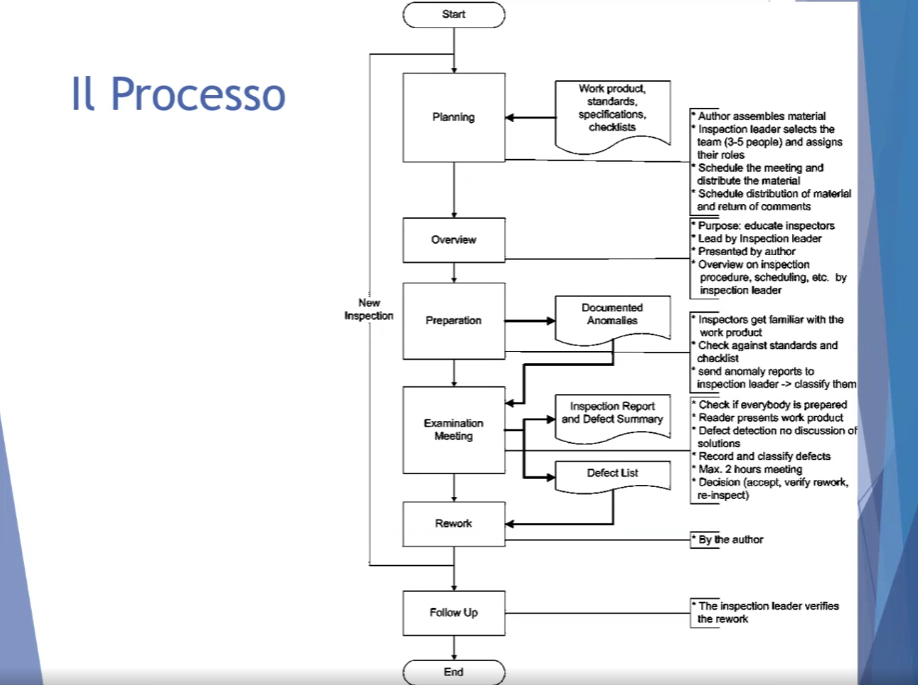 Il Processo
Start
Planning
Work product,
standards,
specifications,
checklists
* Author assembles material
* Inspection leader selects the
team (3-5 people) and assigns
their roles
* Schedule the meeting and
distribute the material
* Schedule distribution of material
and return of comments
Overview
* Purpose: educate inspectors
* Lead by Inspection leader
* Presented by author
* Overview on inspection
procedure, scheduling, etc. by
inspection leader
New
Inspection
Preparation
Documented
Anomalies
* Inspectors get familiar with the
work product
* Check against standards and
checklist
* send anomaly reports to
inspection leader -> classify them
Examination
Meeting
Inspection Report
and Defect Summary
Defect List
* Check if everybody is prepared
* Reader presents work product
* Defect detection no discussion of
solutions
* Record and classify defects
* Max. 2 hours meeting
* Decision (accept, verify rework,
re-inspect)
Rework
* By the author
Follow Up
* The inspection leader verifies
the rework
End